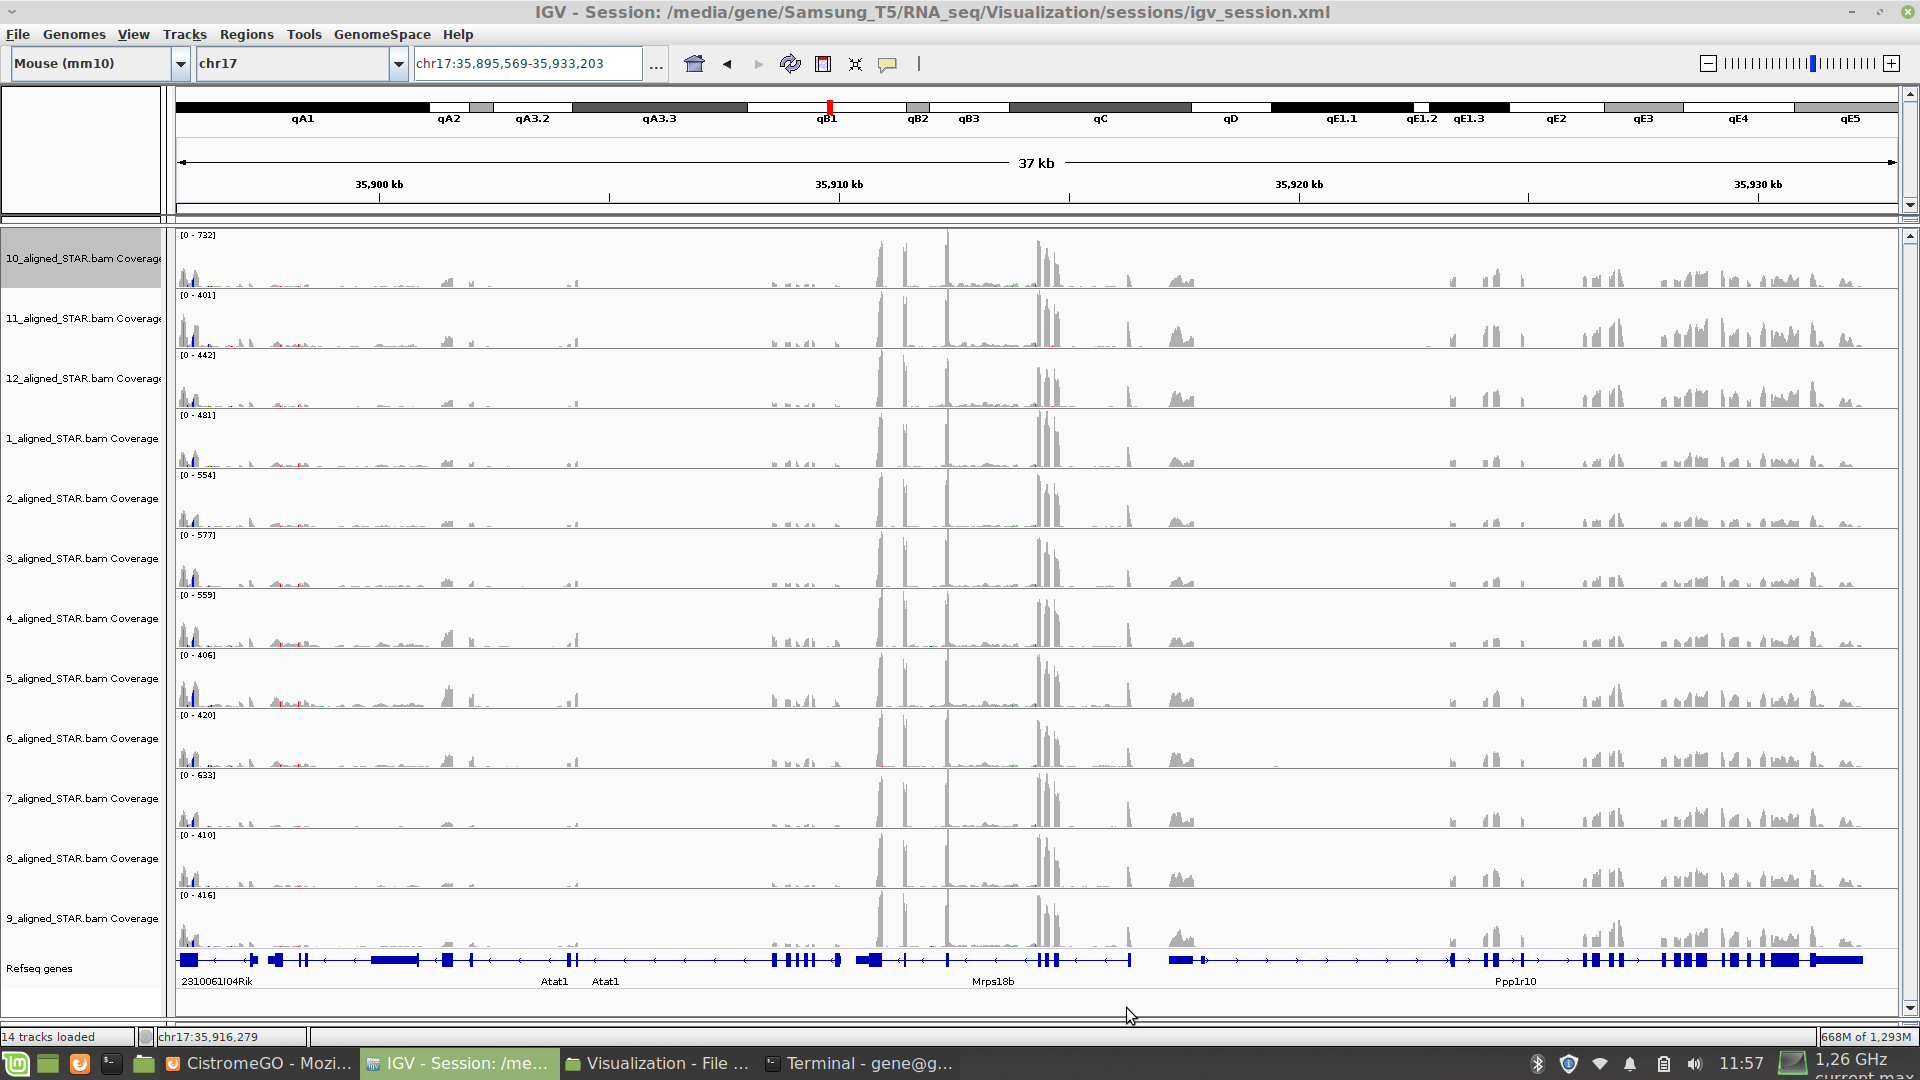 IGV - Session: /media/gene/Samsung_T5/RNA_seq/Visualization/sessions/igv_session.xml
File Genomes View Tracks Regions Tools GenomeSpace Help
Mouse (mm10) chr17 chr17:35,895,569-35,933,203 ...
qA1 qA2 qA3.2 qA3.3 qB1 qB2 qB3 qC qD qE1.1 qE1.2 qE1.3 qE2 qE3 qE4 qE5
37 kb
35,900 kb 35,910 kb 35,920 kb 35,930 kb
[0 - 732]
10_aligned_STAR.bam Coverage
[0 - 401]
11_aligned_STAR.bam Coverage
[0 - 442]
12_aligned_STAR.bam Coverage
[0 - 481]
1_aligned_STAR.bam Coverage
[0 - 554]
2_aligned_STAR.bam Coverage
[0 - 577]
3_aligned_STAR.bam Coverage
[0 - 559]
4_aligned_STAR.bam Coverage
[0 - 406]
5_aligned_STAR.bam Coverage
[0 - 420]
6_aligned_STAR.bam Coverage
[0 - 633]
7_aligned_STAR.bam Coverage
[0 - 410]
8_aligned_STAR.bam Coverage
[0 - 416]
9_aligned_STAR.bam Coverage
Refseq genes
2310061I04Rik Atat1 Atat1 Mrps18b Ppp1r10
14 tracks loaded chr17:35,916,279 668M of 1,293M
CistromeGO - Mozi... IGV - Session: /me... Visualization - File ... Terminal - gene@g... 11:57 1,26 GHz
current max